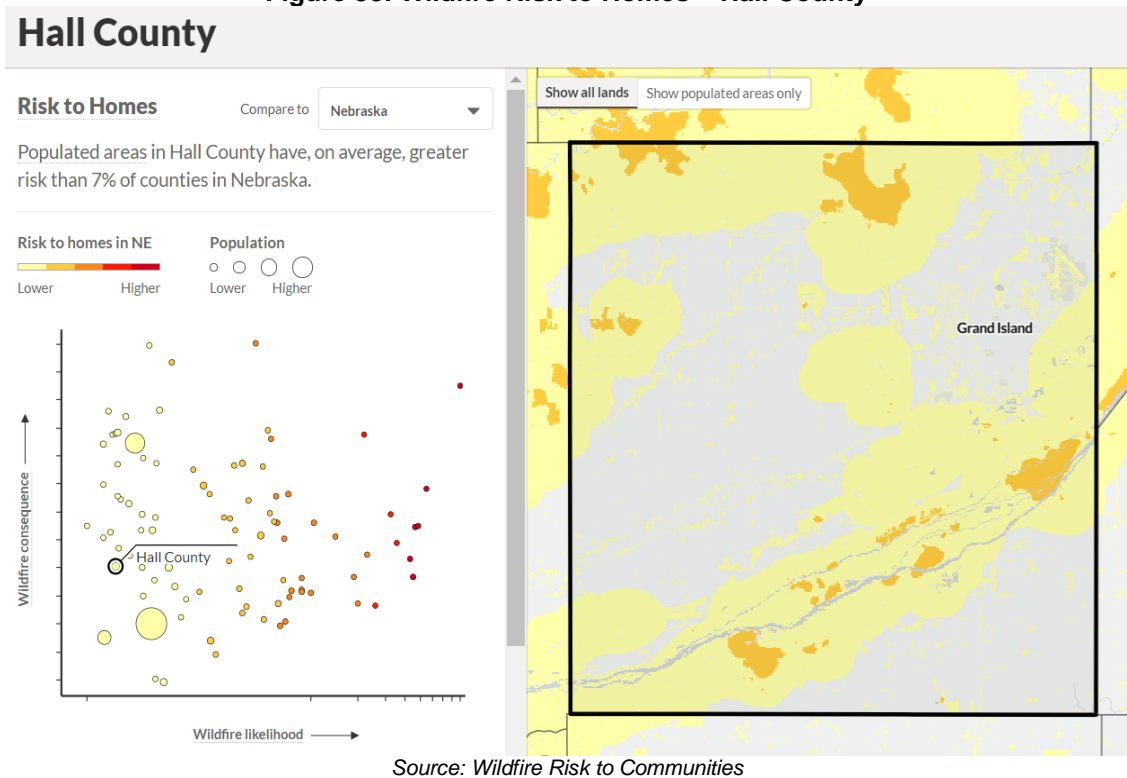 Hall County
Risk to Homes
Compare to
Nebraska
Populated areas in Hall County have, on average, greater
risk than 7% of counties in Nebraska.
Risk to homes in NE
Population
Lower
Higher
Lower
Higher
Wildfire consequence
Hall County
Wildfire likelihood
Show all lands
Show populated areas only
Grand Island
Source: Wildfire Risk to Communities